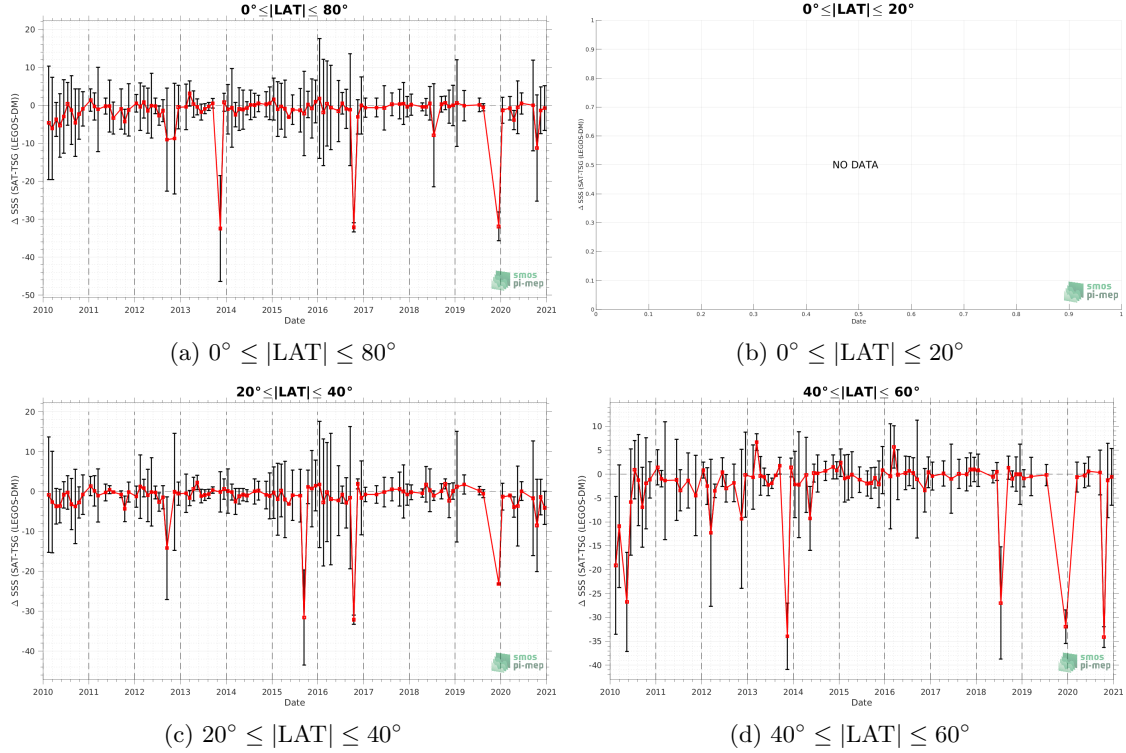 0°≤|LAT|≤ 80°
20
10
0
-10
-20
-30
-40
-50
Δ SSS (SAT-TSG (LEGOS-DMI))
smos
pi-mep
2010 2011 2012 2013 2014 2015 2016 2017 2018 2019 2020 2021
Date
(a) 0° ≤ |LAT| ≤ 80°
0°≤|LAT|≤ 20°
1
0.9
0.8
0.7
0.6
0.5
0.4
0.3
0.2
0.1
0
Δ SSS (SAT-TSG (LEGOS-DMI))
NO DATA
smos
pi-mep
0 0.1 0.2 0.3 0.4 0.5 0.6 0.7 0.8 0.9 1
Date
(b) 0° ≤ |LAT| ≤ 20°
20°≤|LAT|≤ 40°
20
10
0
-10
-20
-30
-40
Δ SSS (SAT-TSG (LEGOS-DMI))
smos
pi-mep
2010 2011 2012 2013 2014 2015 2016 2017 2018 2019 2020 2021
Date
(c) 20° ≤ |LAT| ≤ 40°
40°≤|LAT|≤ 60°
10
5
0
-5
-10
-15
-20
-25
-30
-35
-40
Δ SSS (SAT-TSG (LEGOS-DMI))
smos
pi-mep
2010 2011 2012 2013 2014 2015 2016 2017 2018 2019 2020 2021
Date
(d) 40° ≤ |LAT| ≤ 60°